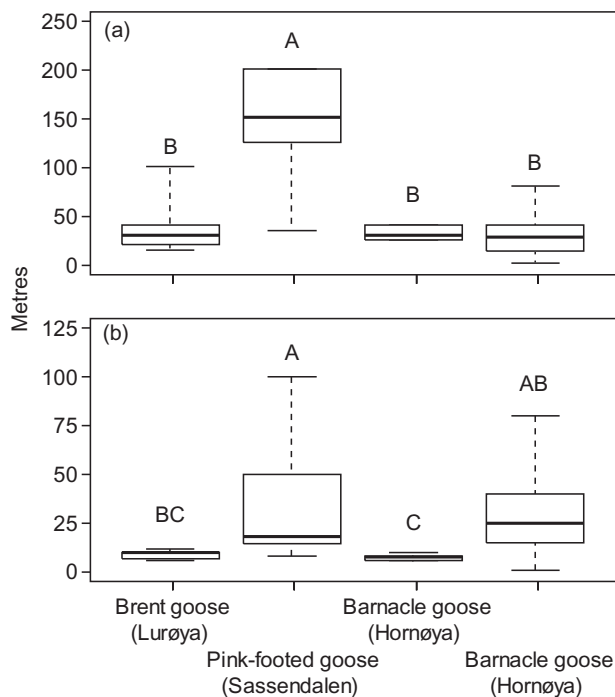 (a)
250
200
150
100
50
0
B
A
B
B
Metres
(b)
125
100
75
50
25
0
BC
A
C
AB
Brent goose
(Lurøya)
Pink-footed goose
(Sassendalen)
Barnacle goose
(Hornøya)
Barnacle goose
(Hornøya)